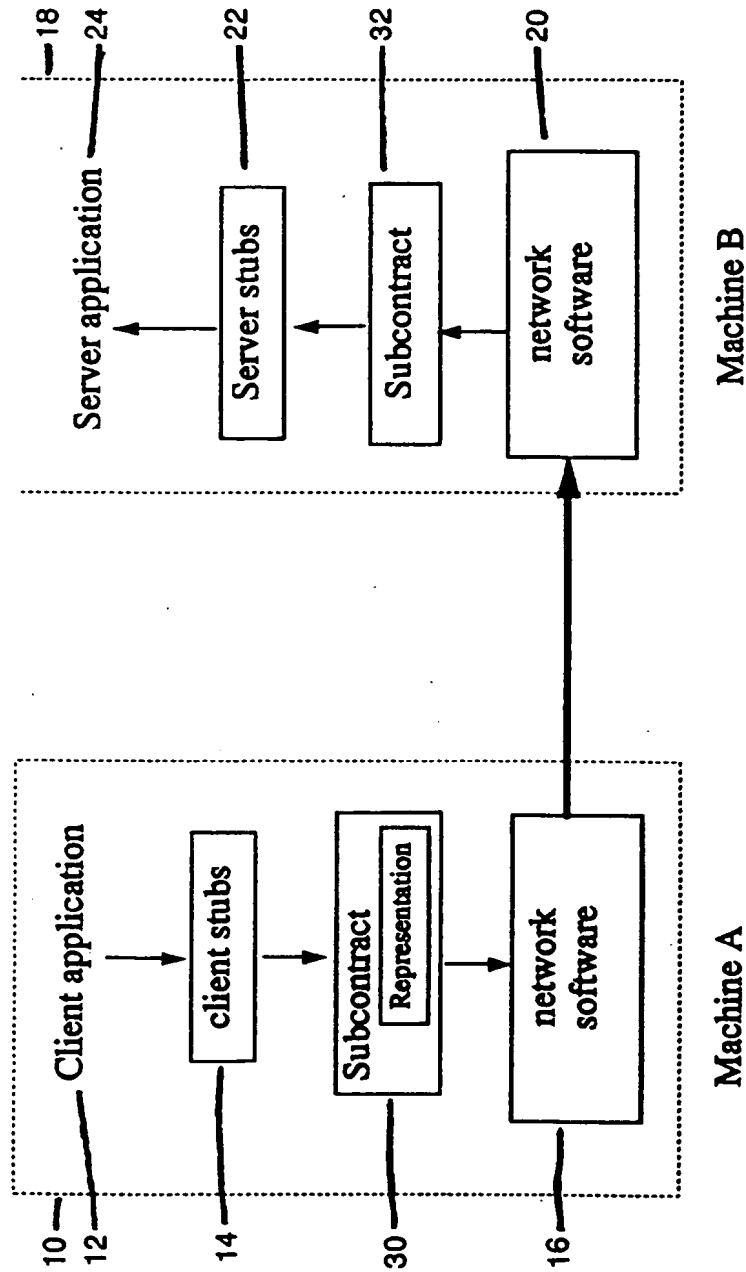 10
12
Client application
14
client stubs
30
Subcontract
Representation
16
network
software
Machine A
18
24
Server application
22
Server stubs
32
Subcontract
20
network
software
Machine B